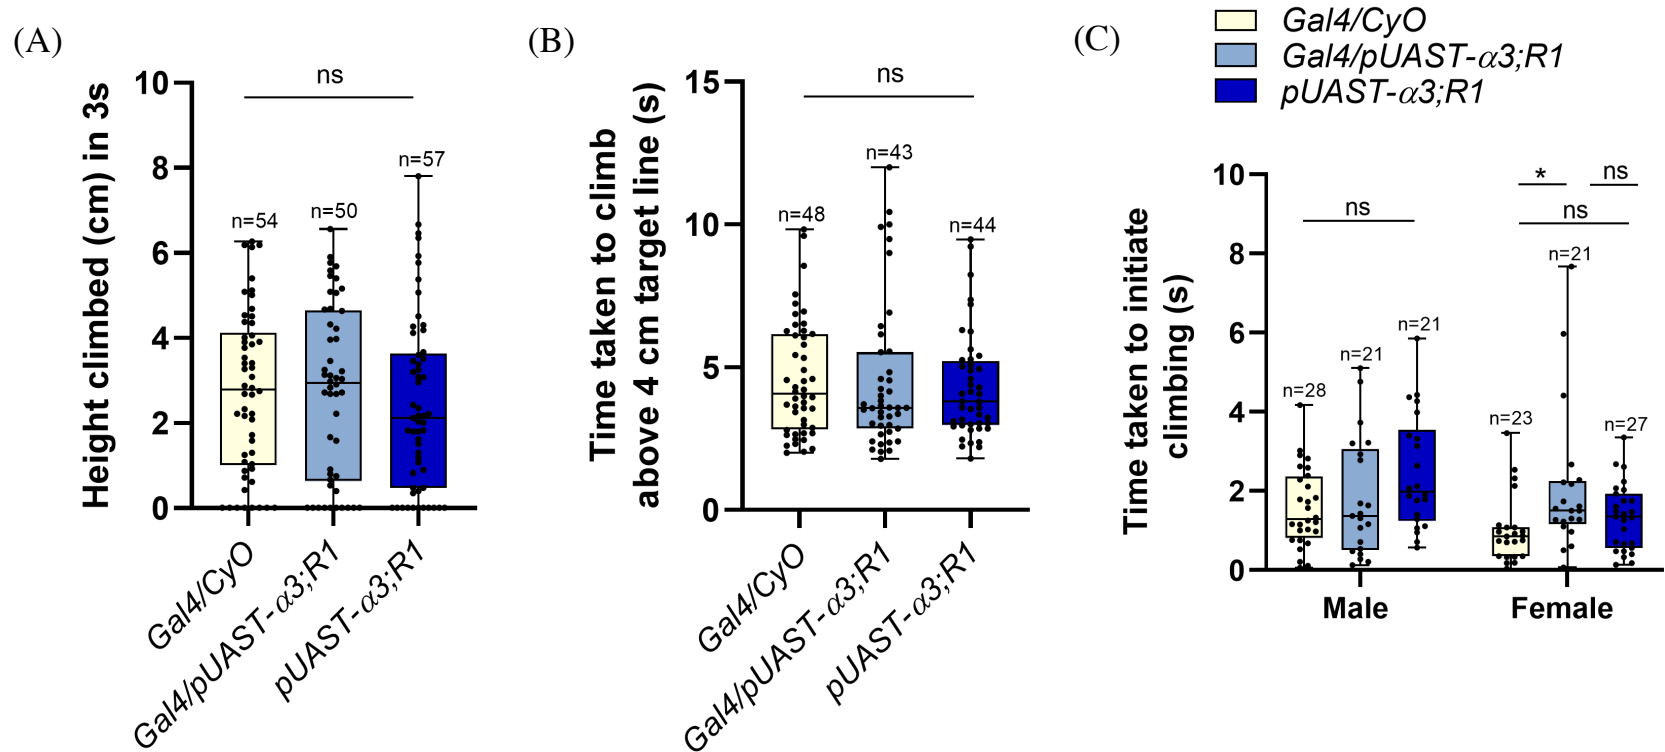 (A)
Height climbed (cm) in 3s
10
8
6
4
2
0
ns
n=54
n=50
n=57
Gal4/CyO
Gal4/pUAST-α3;R1
pUAST-α3;R1
(B)
Time taken to climb
above 4 cm target line (s)
15
10
5
0
ns
n=48
n=43
n=44
Gal4/CyO
Gal4/pUAST-α3;R1
pUAST-α3;R1
(C)
Gal4/CyO
Gal4/pUAST-α3;R1
pUAST-α3;R1
Time taken to initiate
climbing (s)
10
8
6
4
2
0
ns
* ns
ns
n=28
n=21
n=21
n=23
n=21
n=27
Male Female